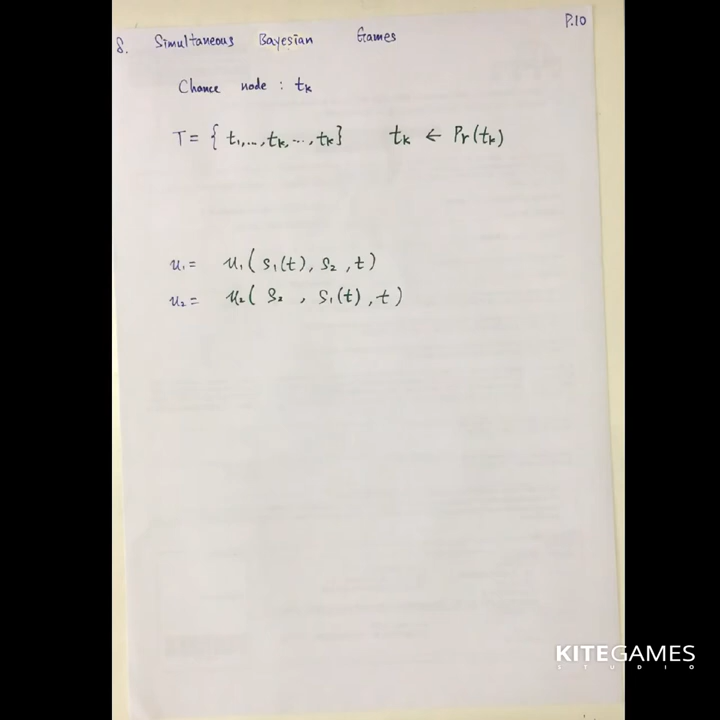 P.10
8. Simultaneous Bayesian Games
Chance node : tₖ
T = { t₁,..., tₖ, ..., tₖ} tₖ ← Pr(tₖ)
u₁ = u₁( s₁(t), s₂ , t )
u₂ = u₂( s₂ , s₁(t) , t )
KITEGAMES
STUDIO